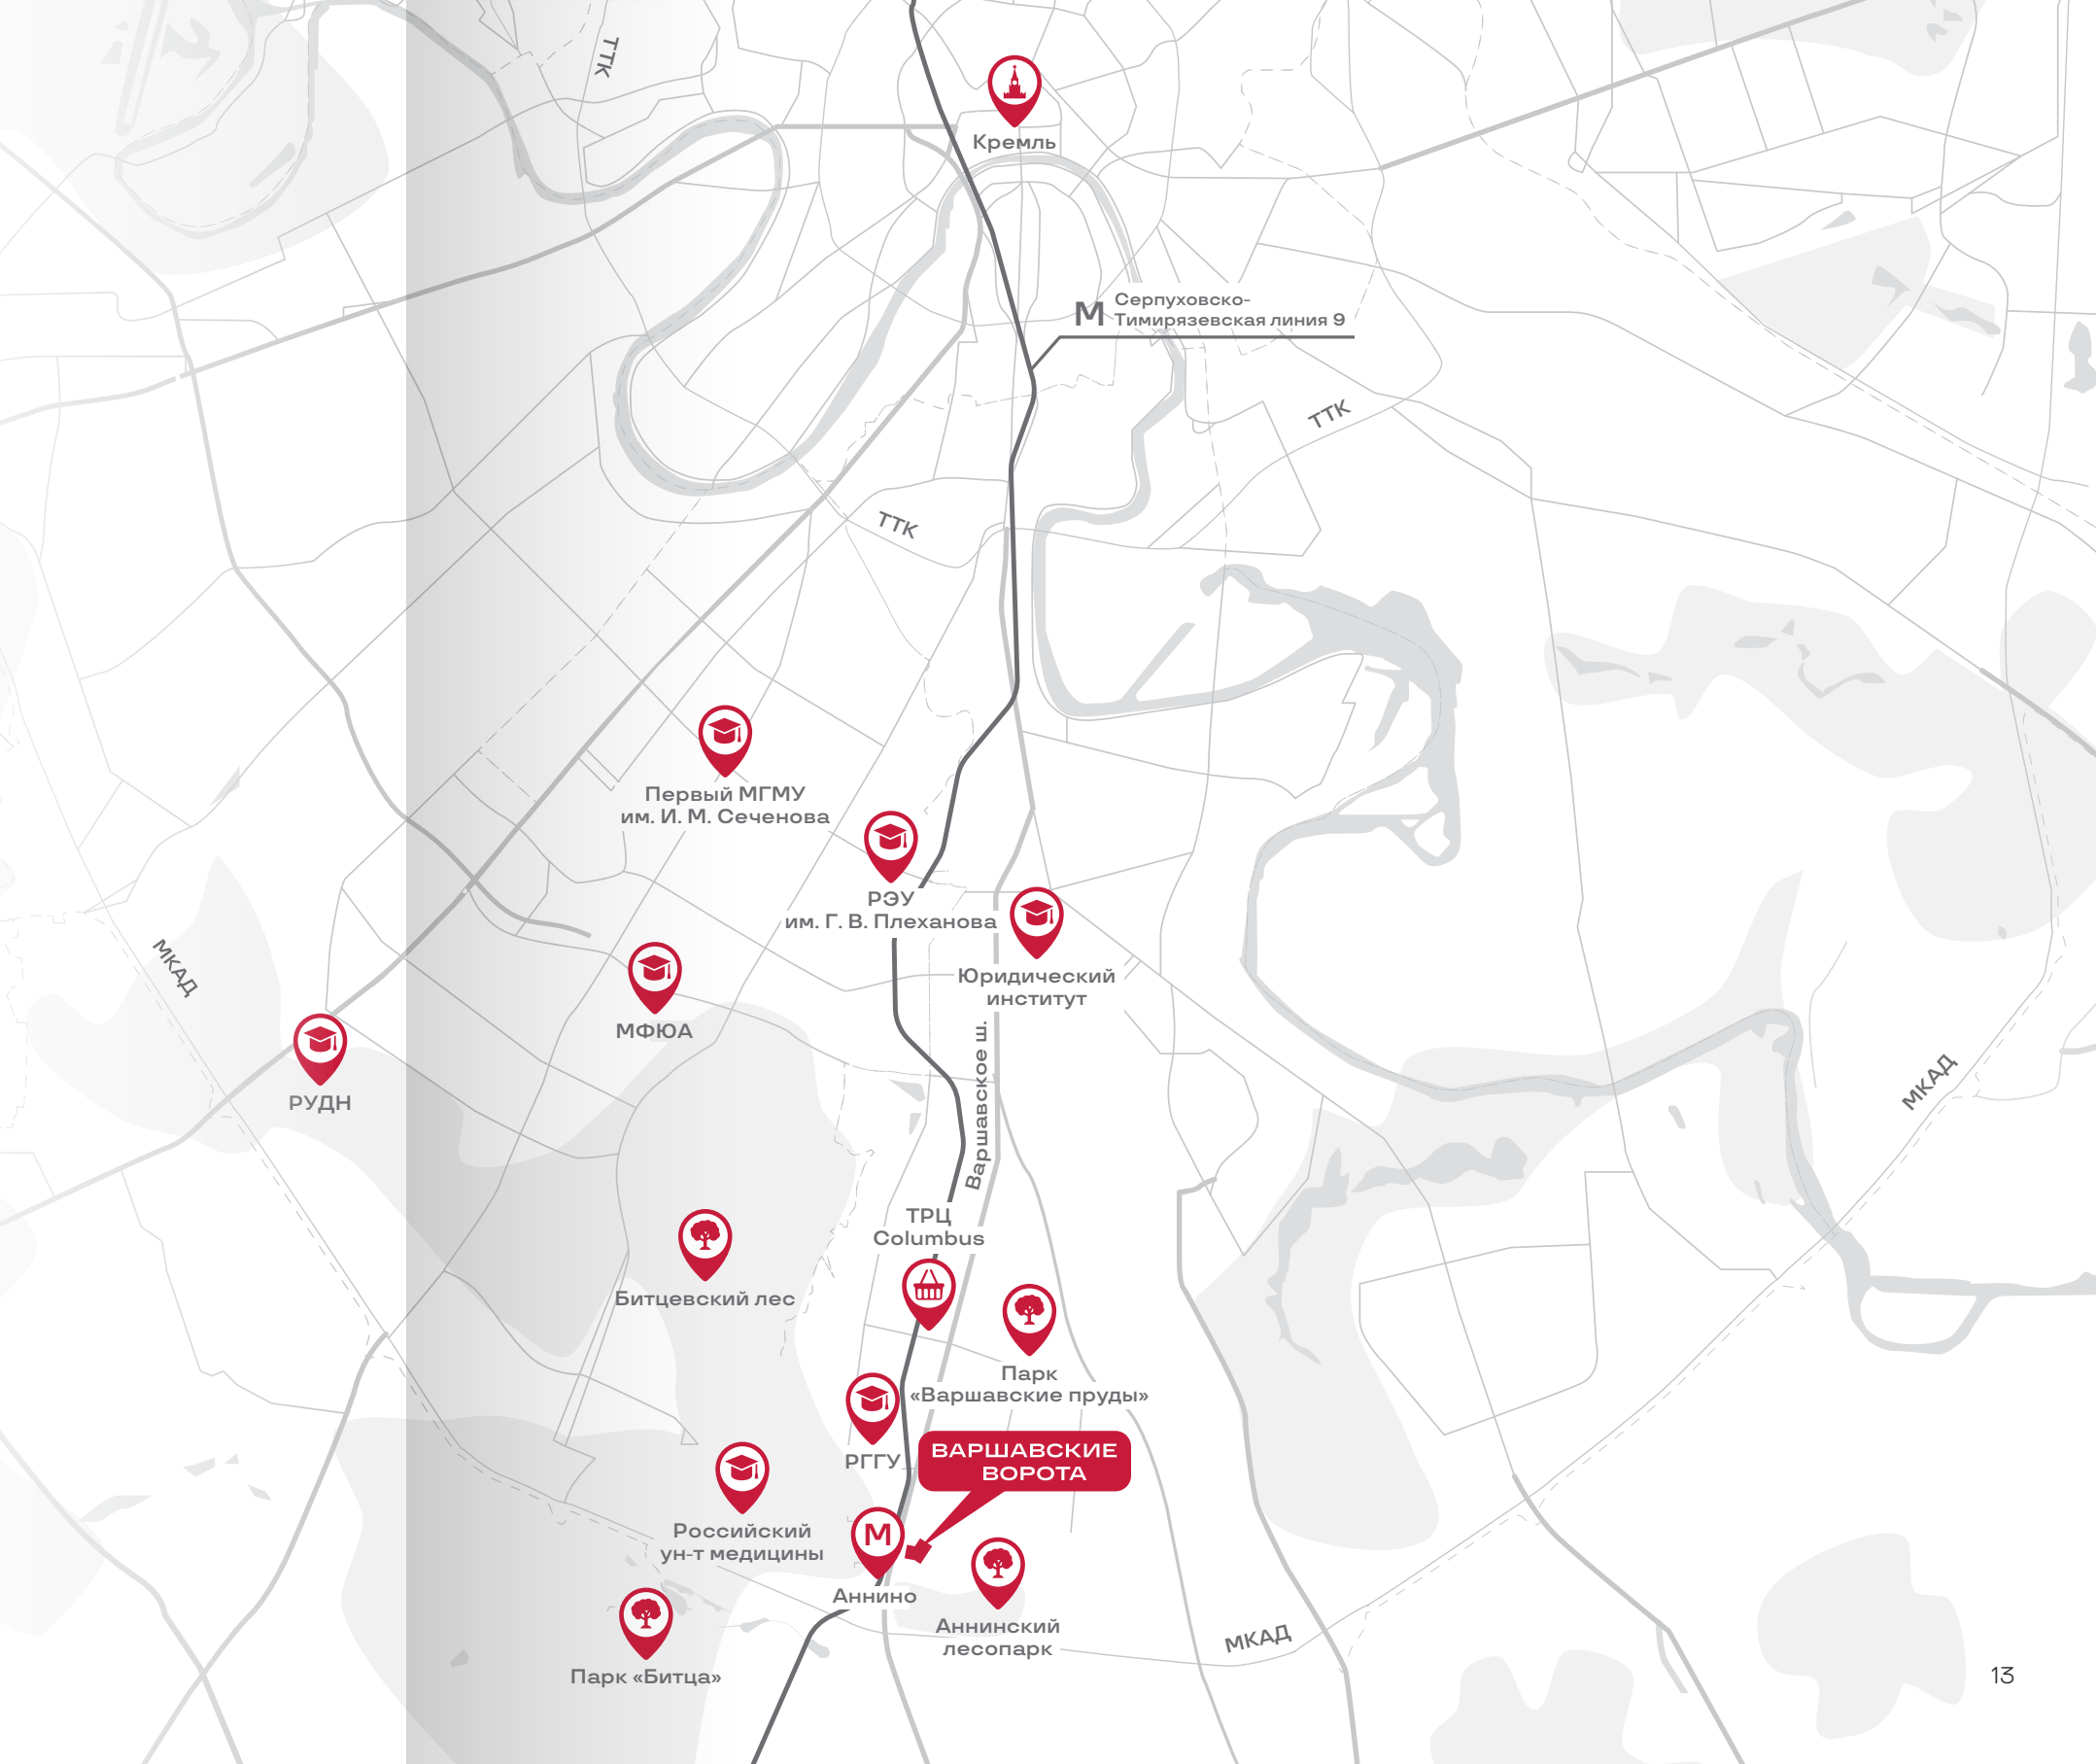 ТТК
Кремль
М
Серпуховско-
Тимирязевская линия 9
ТТК
ТТК
Первый МГМУ
им. И. М. Сеченова
РЭУ
им. Г. В. Плеханова
Юридический
институт
МКАД
МФЮА
РУДН
Варшавское ш.
МКАД
ТРЦ
Columbus
Битцевский лес
Парк
«Варшавские пруды»
РГГУ
ВАРШАВСКИЕ
ВОРОТА
Российский
ун-т медицины
М
Аннино
Аннинский
лесопарк
МКАД
Парк «Битца»
13